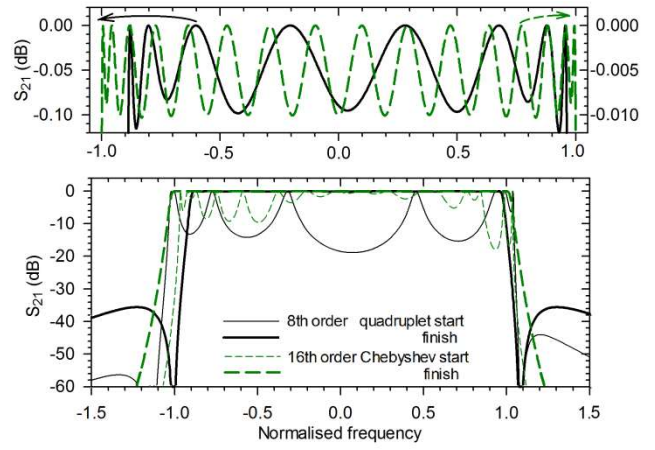 0.00 0.000
-0.05 -0.005
-0.10 -0.010
S21 (dB)
-1.0 -0.5 0.0 0.5 1.0
0
-10
-20
-30
-40
-50
-60
S21 (dB)
8th order quadruplet start
finish
16th order Chebyshev start
finish
-1.5 -1.0 -0.5 0.0 0.5 1.0 1.5
Normalised frequency